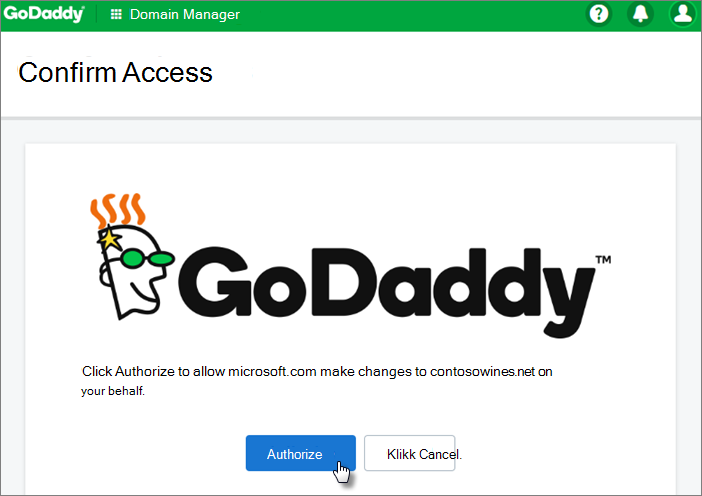 GoDaddy Domain Manager ?
Confirm Access
GoDaddy™
Click Authorize to allow microsoft.com make changes to contosowines.net on
your behalf.
Authorize Klikk Cancel.